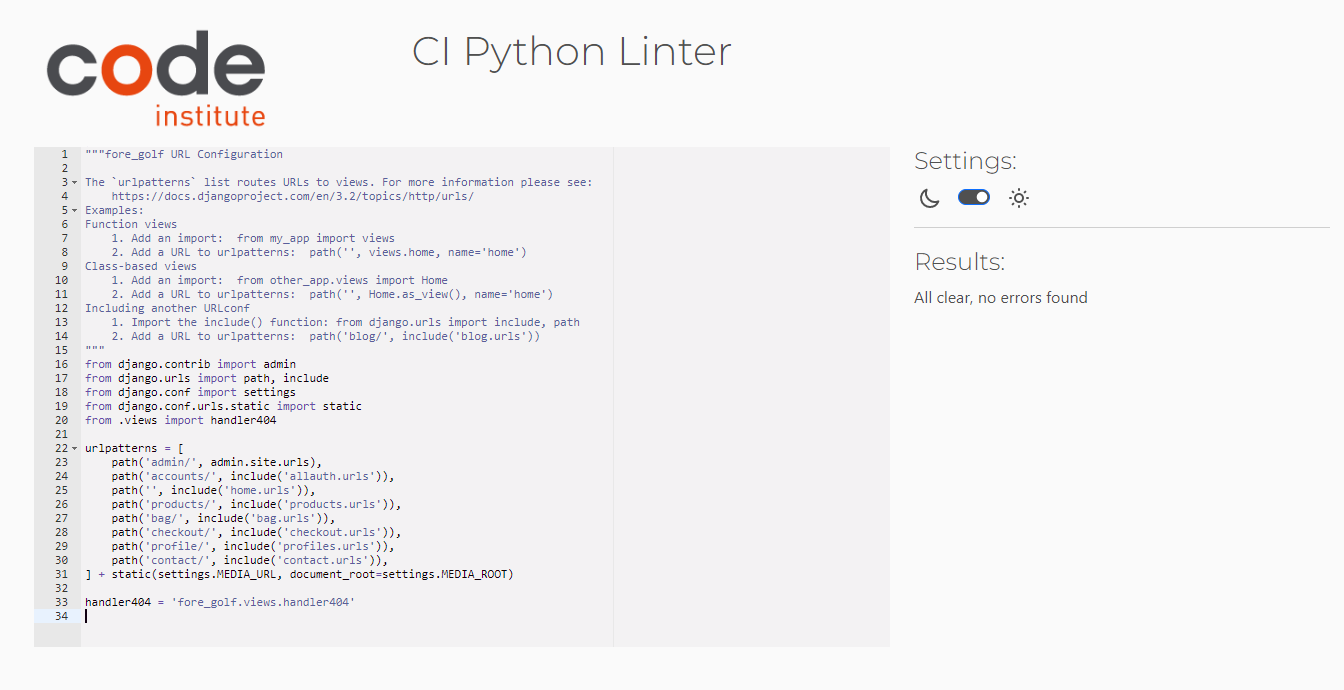 code
institute
CI Python Linter
1 """fore_golf URL Configuration
2
3 The `urlpatterns` list routes URLs to views. For more information please see:
4     https://docs.djangoproject.com/en/3.2/topics/http/urls/
5 Examples:
6 Function views
7     1. Add an import:  from my_app import views
8     2. Add a URL to urlpatterns:  path('', views.home, name='home')
9 Class-based views
10     1. Add an import:  from other_app.views import Home
11     2. Add a URL to urlpatterns:  path('', Home.as_view(), name='home')
12 Including another URLconf
13     1. Import the include() function: from django.urls import include, path
14     2. Add a URL to urlpatterns:  path('blog/', include('blog.urls'))
15 """
16 from django.contrib import admin
17 from django.urls import path, include
18 from django.conf import settings
19 from django.conf.urls.static import static
20 from .views import handler404
21
22 urlpatterns = [
23     path('admin/', admin.site.urls),
24     path('accounts/', include('allauth.urls')),
25     path('', include('home.urls')),
26     path('products/', include('products.urls')),
27     path('bag/', include('bag.urls')),
28     path('checkout/', include('checkout.urls')),
29     path('profile/', include('profiles.urls')),
30     path('contact/', include('contact.urls')),
31 ] + static(settings.MEDIA_URL, document_root=settings.MEDIA_ROOT)
32
33 handler404 = 'fore_golf.views.handler404'
34
Settings:
Results:
All clear, no errors found